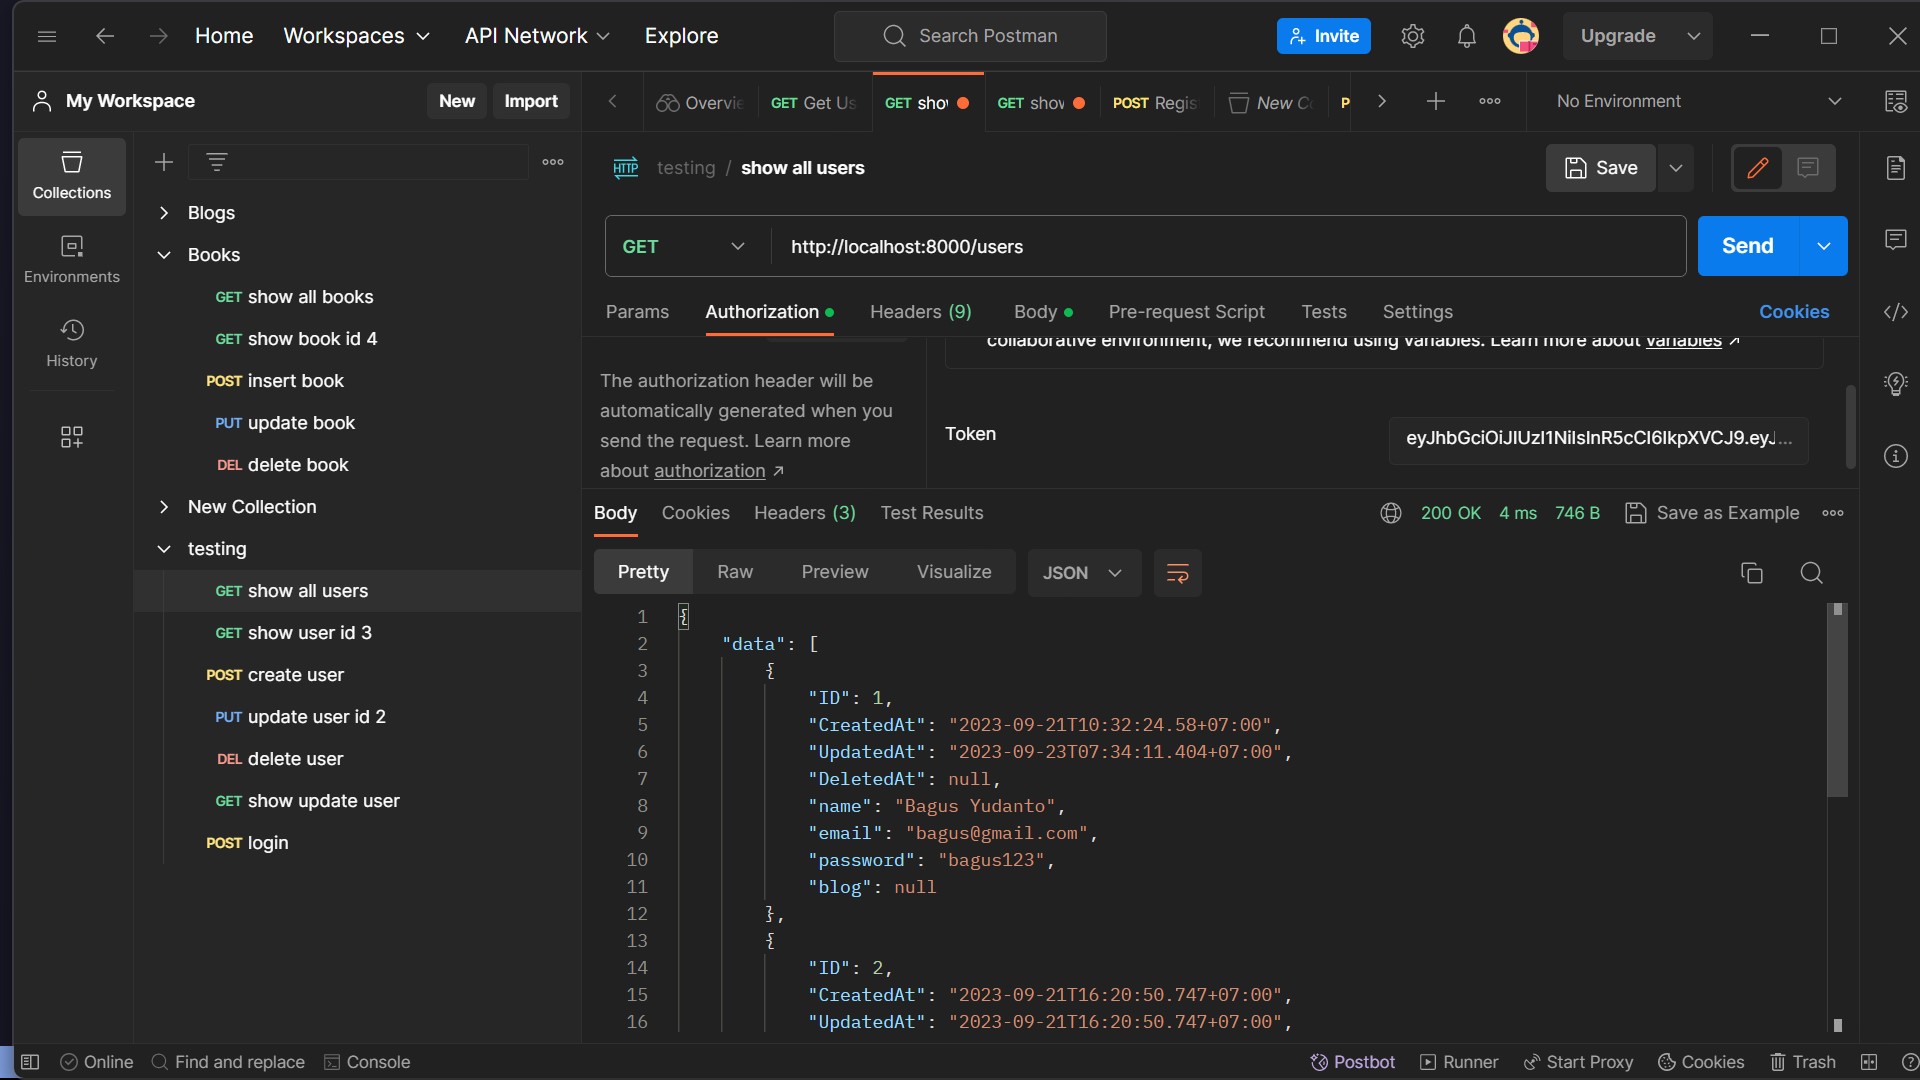 Home Workspaces API Network Explore Search Postman Invite Upgrade
My Workspace New Import
GET Get Us GET POST No Environment
Collections
Environments
History
Blogs
Books
GET show all books
GET show book id 4
POST insert book
PUT update book
DEL delete book
New Collection
testing
GET show all users
GET show user id 3
POST create user
PUT update user id 2
DEL delete user
GET show update user
POST login
HTTP testing / show all users Save
GET http://localhost:8000/users Send
Params Authorization Headers (9) Body Pre-request Script Tests Settings Cookies
The authorization header will be
automatically generated when you
send the request. Learn more
about authorization ↗
collaborative environment, we recommend using variables. Learn more about variables ↗
Token
Body Cookies Headers (3) Test Results 200 OK 4 ms 746 B Save as Example
Pretty Raw Preview Visualize JSON
1 {
2 "data": [
3 {
4 "ID": 1,
5 "CreatedAt": "2023-09-21T10:32:24.58+07:00",
6 "UpdatedAt": "2023-09-23T07:34:11.404+07:00",
7 "DeletedAt": null,
8 "name": "Bagus Yudanto",
9 "email": "bagus@gmail.com",
10 "password": "bagus123",
11 "blog": null
12 },
13 {
14 "ID": 2,
15 "CreatedAt": "2023-09-21T16:20:50.747+07:00",
16 "UpdatedAt": "2023-09-21T16:20:50.747+07:00",
Online Find and replace Console Postbot Runner Start Proxy Cookies Trash